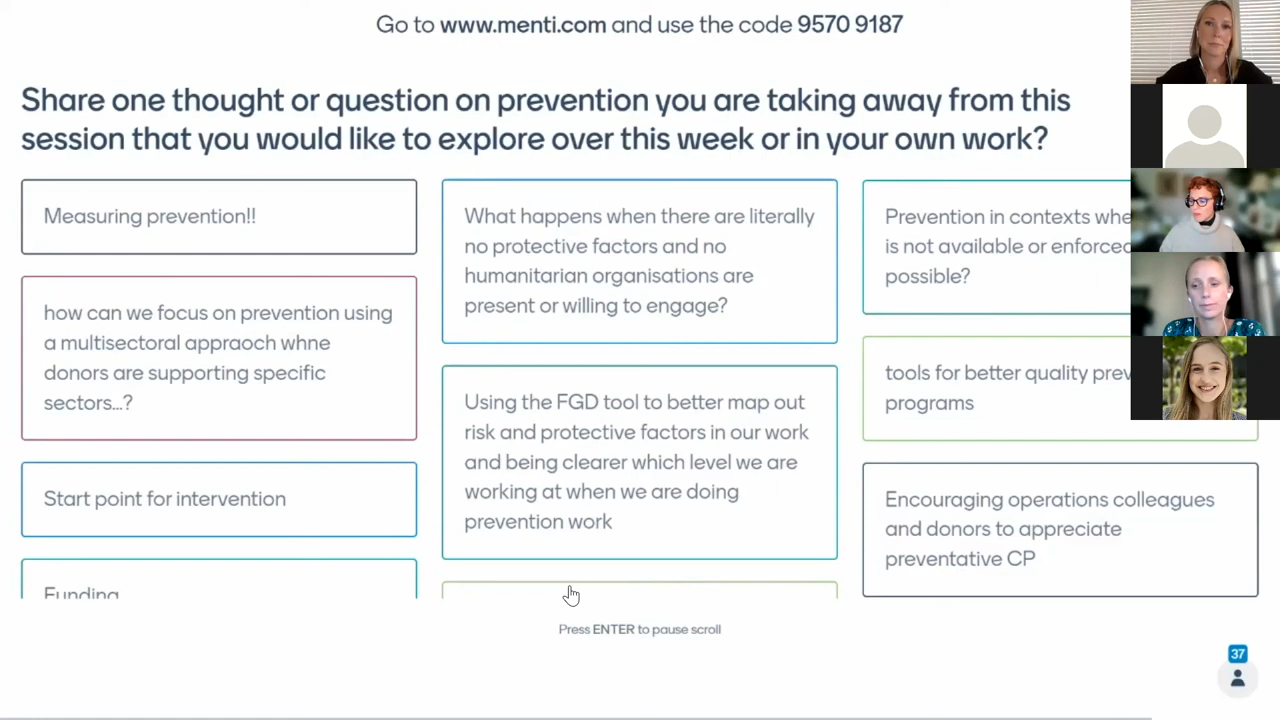 Go to www.menti.com and use the code 9570 9187
Share one thought or question on prevention you are taking away from this
session that you would like to explore over this week or in your own work?
Measuring prevention!!
how can we focus on prevention using
a multisectoral appraoch whne
donors are supporting specific
sectors...?
Start point for intervention
Funding
What happens when there are literally
no protective factors and no
humanitarian organisations are
present or willing to engage?
Using the FGD tool to better map out
risk and protective factors in our work
and being clearer which level we are
working at when we are doing
prevention work
Prevention in contexts
is not available or enforced
possible?
tools for better quality
programs
Encouraging operations colleagues
and donors to appreciate
preventative CP
Press ENTER to pause scroll
37